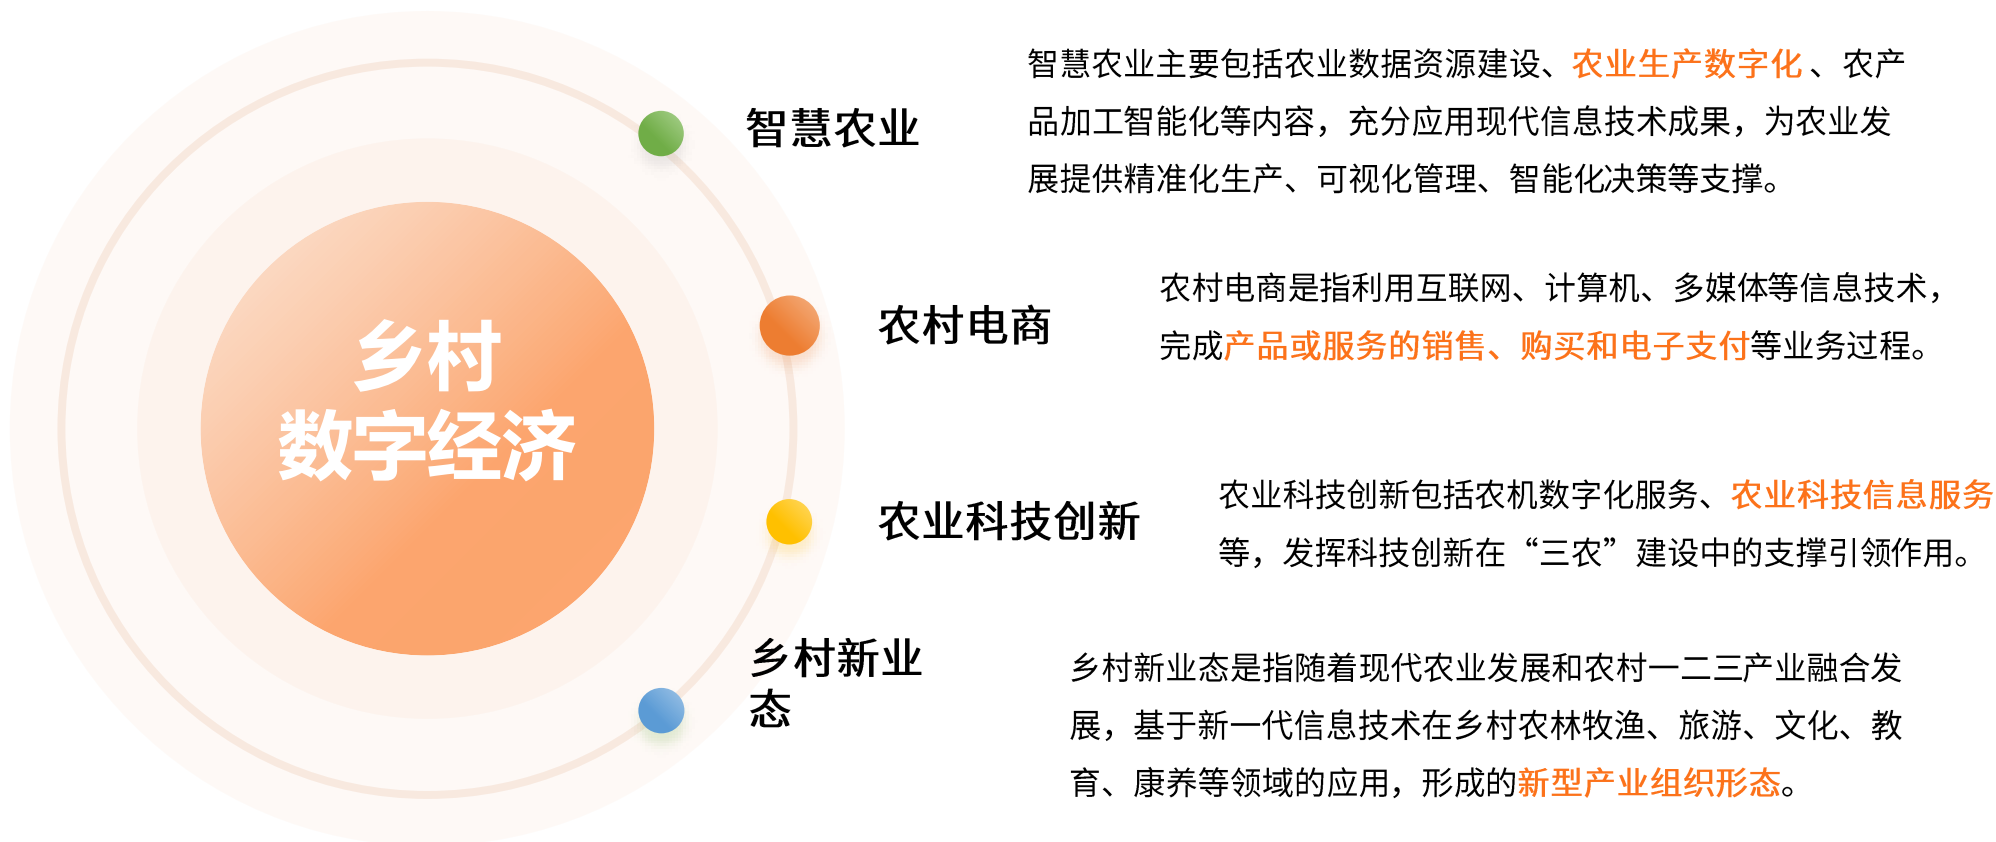 乡村
数字经济
智慧农业
智慧农业主要包括农业数据资源建设、农业生产数字化 、农产
品加工智能化等内容，充分应用现代信息技术成果，为农业发
展提供精准化生产、可视化管理、智能化决策等支撑。
农村电商
农村电商是指利用互联网、计算机、多媒体等信息技术，
完成产品或服务的销售、购买和电子支付等业务过程。
农业科技创新
农业科技创新包括农机数字化服务、农业科技信息服务
等，发挥科技创新在“三农”建设中的支撑引领作用。
乡村新业
态
乡村新业态是指随着现代农业发展和农村一二三产业融合发
展，基于新一代信息技术在乡村农林牧渔、旅游、文化、教
育、康养等领域的应用，形成的新型产业组织形态。